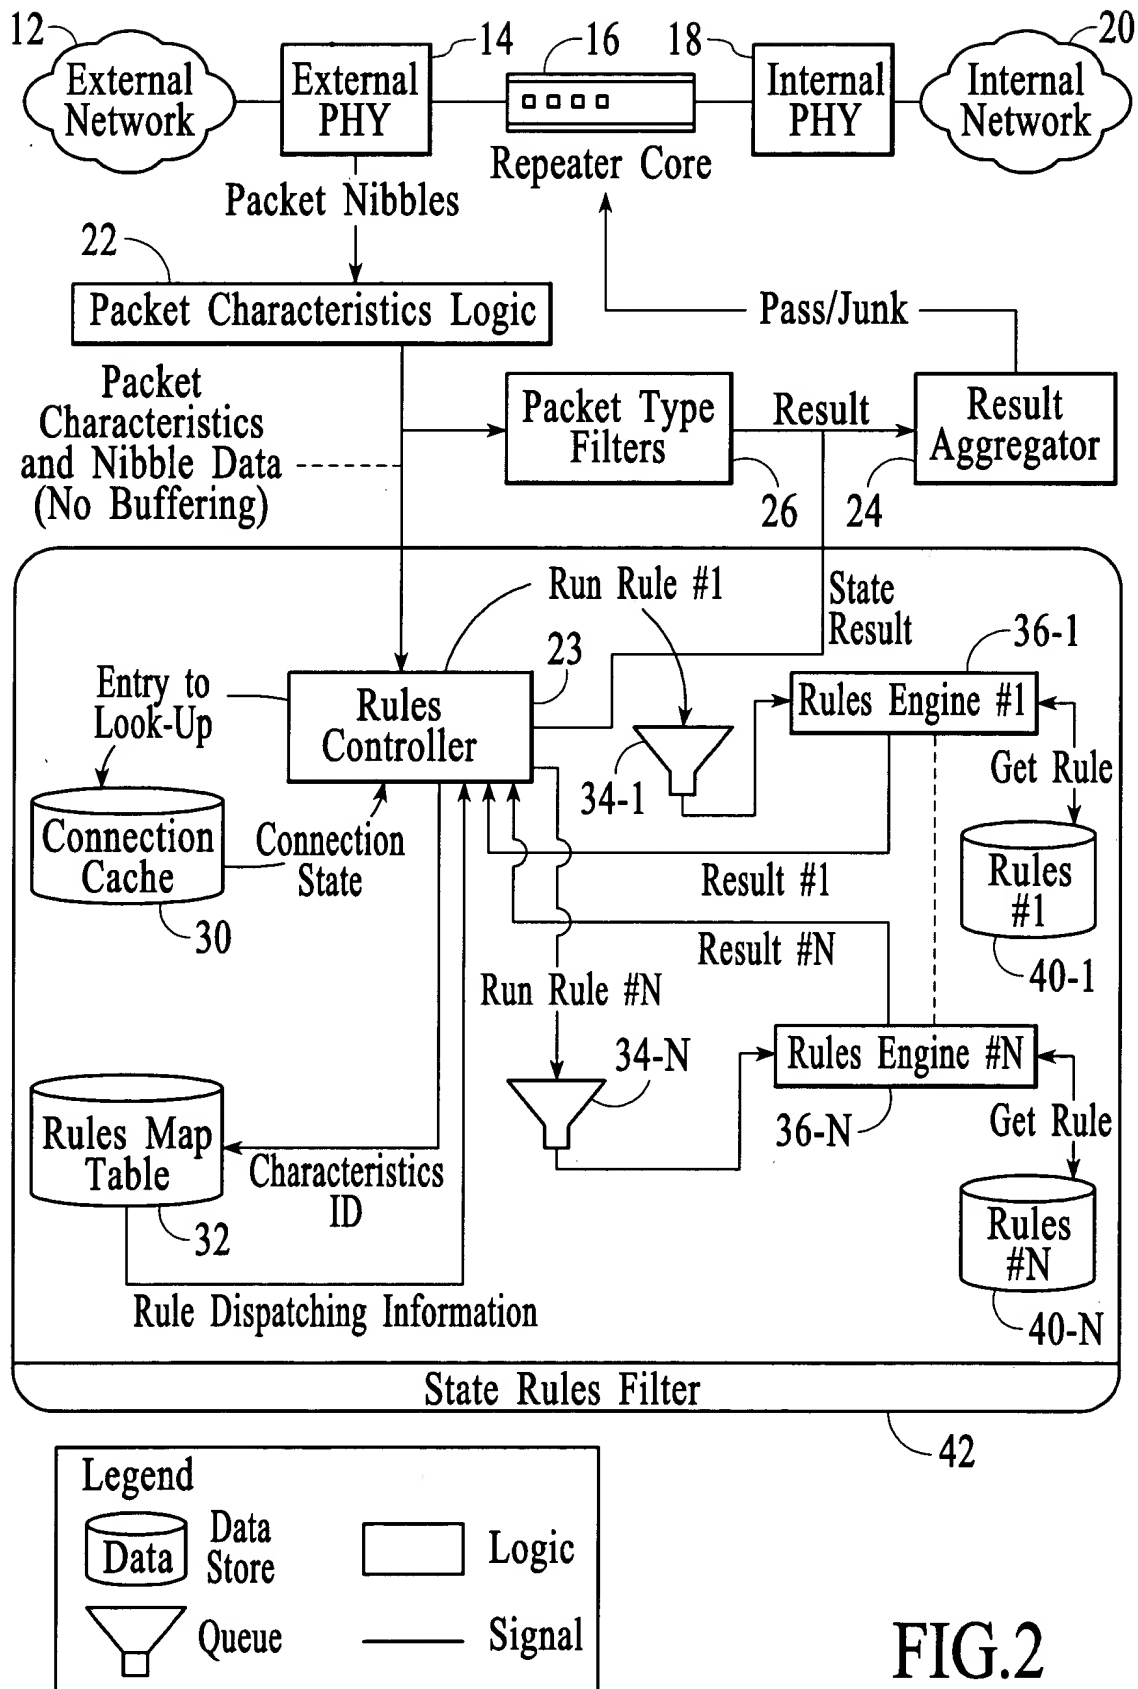 12
External
Network
External
PHY
14
16
Repeater Core
18
Internal
PHY
20
Internal
Network
Packet Nibbles
22
Packet Characteristics Logic
Pass/Junk
Packet
Characteristics
and Nibble Data
(No Buffering)
Packet Type
Filters
26
Result
Result
Aggregator
24
Run Rule #1
State
Result
23
36-1
Entry to
Look-Up
Rules
Controller
34-1
Rules Engine #1
Get Rule
Connection
Cache
30
Connection
State
Result #1
Rules
#1
40-1
Result #N
Run Rule #N
34-N
Rules Engine #N
36-N
Get Rule
Rules Map
Table
32
Characteristics
ID
Rules
#N
40-N
Rule Dispatching Information
State Rules Filter
42
Legend
Data
Data
Store
Logic
Queue
Signal
FIG.2